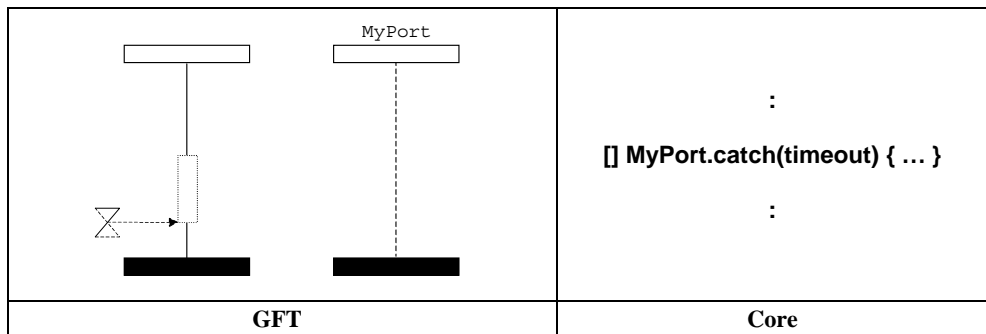 MyPort
:
[] MyPort.catch(timeout) { … }
:
GFT
Core